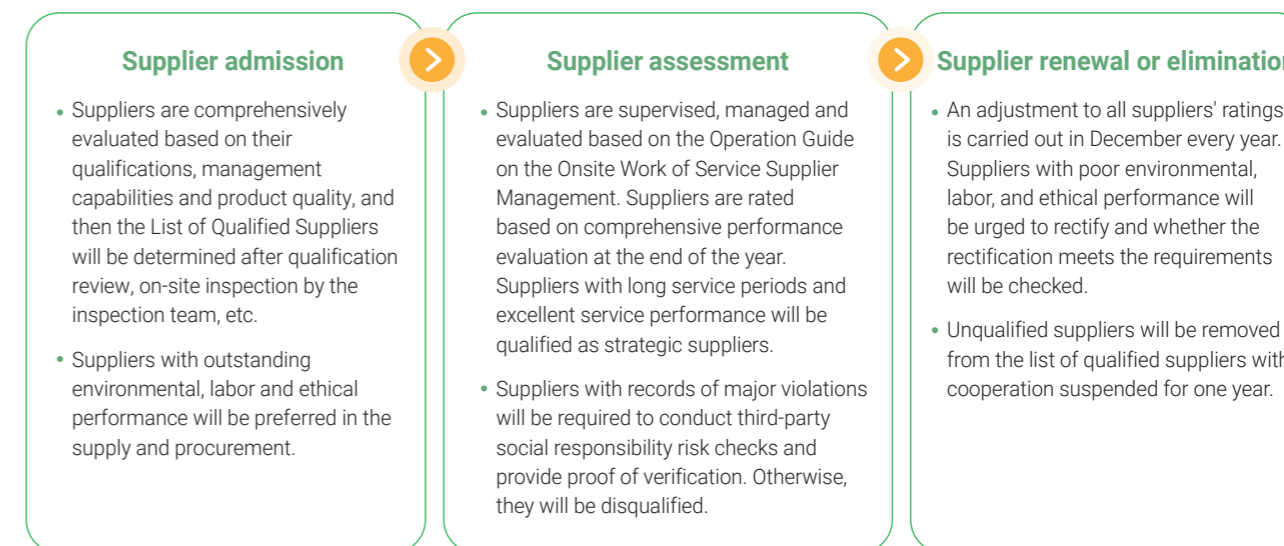 Supplier admission
• Suppliers are comprehensively
evaluated based on their
qualifications, management
capabilities and product quality, and
then the List of Qualified Suppliers
will be determined after qualification
review, on-site inspection by the
inspection team, etc.
• Suppliers with outstanding
environmental, labor and ethical
performance will be preferred in the
supply and procurement.
Supplier assessment
• Suppliers are supervised, managed and
evaluated based on the Operation Guide
on the Onsite Work of Service Supplier
Management. Suppliers are rated
based on comprehensive performance
evaluation at the end of the year.
Suppliers with long service periods and
excellent service performance will be
qualified as strategic suppliers.
• Suppliers with records of major violations
will be required to conduct third-party
social responsibility risk checks and
provide proof of verification. Otherwise,
they will be disqualified.
Supplier renewal or elimination
• An adjustment to all suppliers' ratings
is carried out in December every year.
Suppliers with poor environmental,
labor, and ethical performance will
be urged to rectify and whether the
rectification meets the requirements
will be checked.
• Unqualified suppliers will be removed
from the list of qualified suppliers with
cooperation suspended for one year.